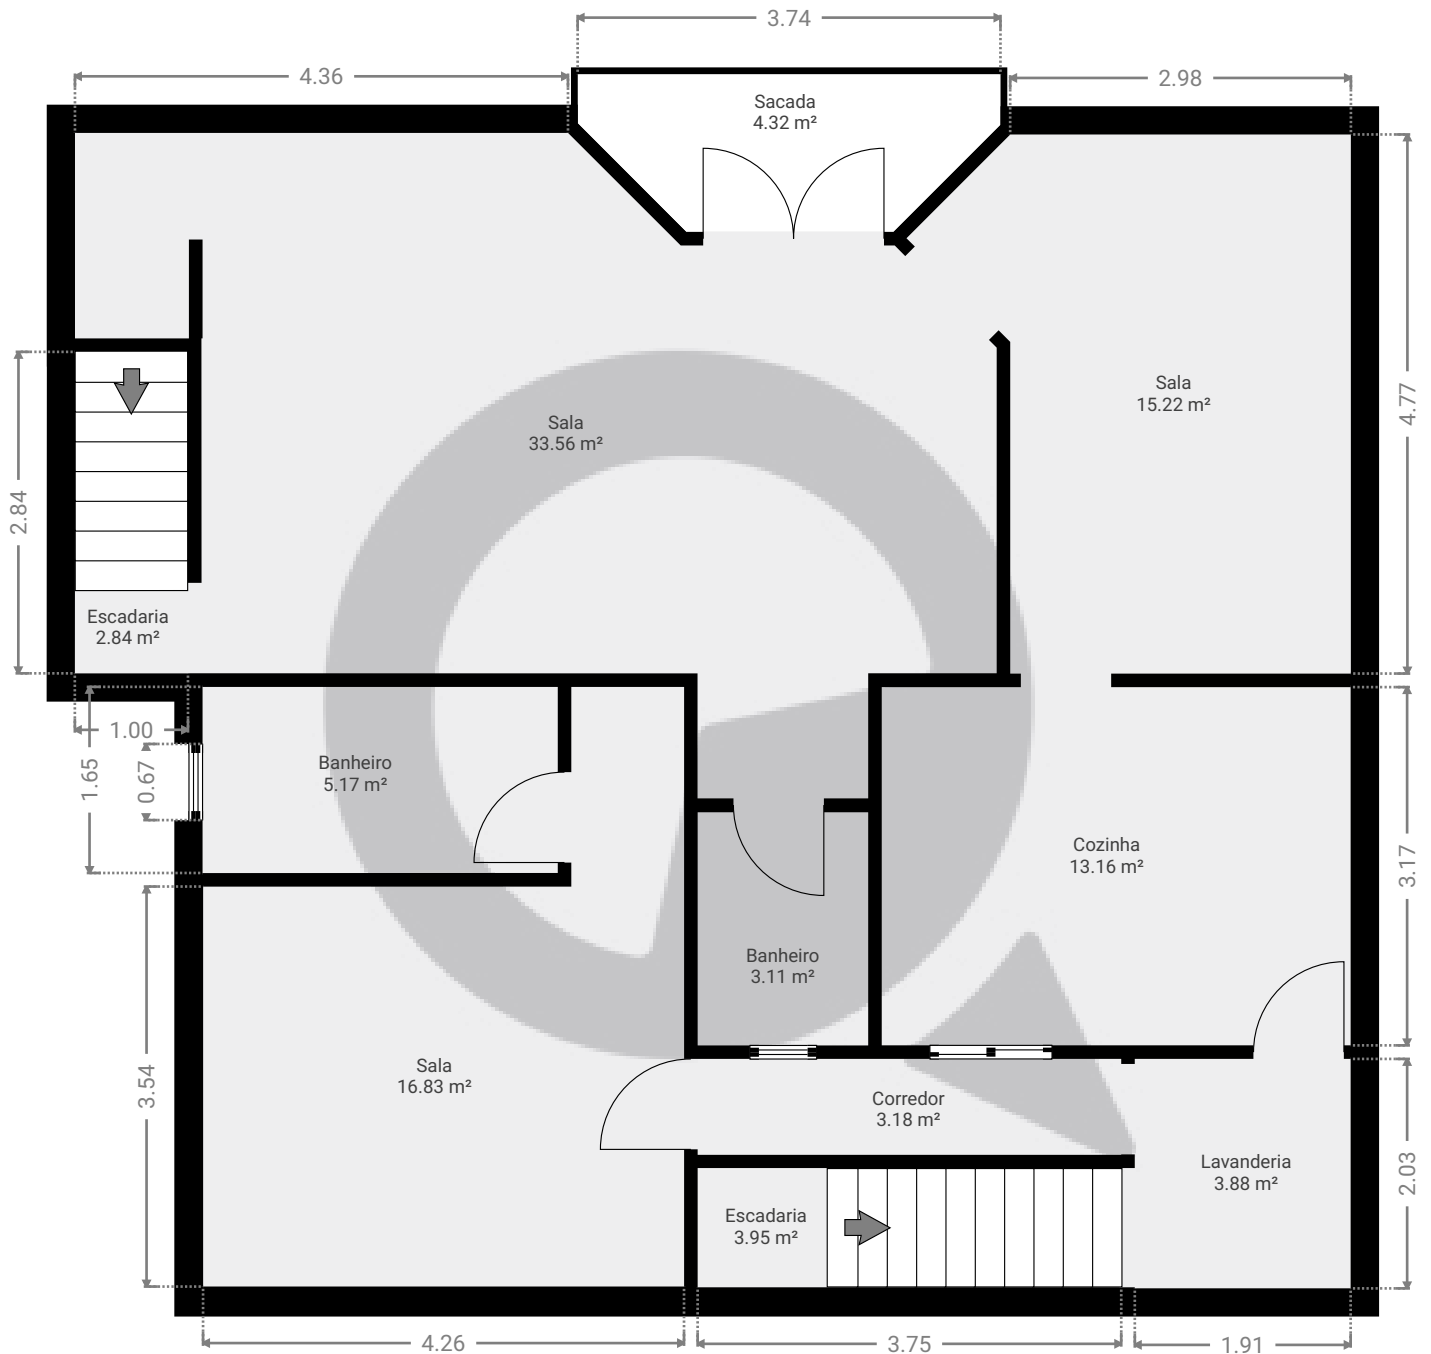 3.74
4.36
2.98
Sacada
4.32 m²
Sala
15.22 m²
4.77
Sala
33.56 m²
2.84
Escadaria
2.84 m²
1.00
1.65
0.67
Banheiro
5.17 m²
Cozinha
13.16 m²
3.17
Banheiro
3.11 m²
Sala
16.83 m²
3.54
Corredor
3.18 m²
Lavanderia
3.88 m²
2.03
Escadaria
3.95 m²
4.26
3.75
1.91